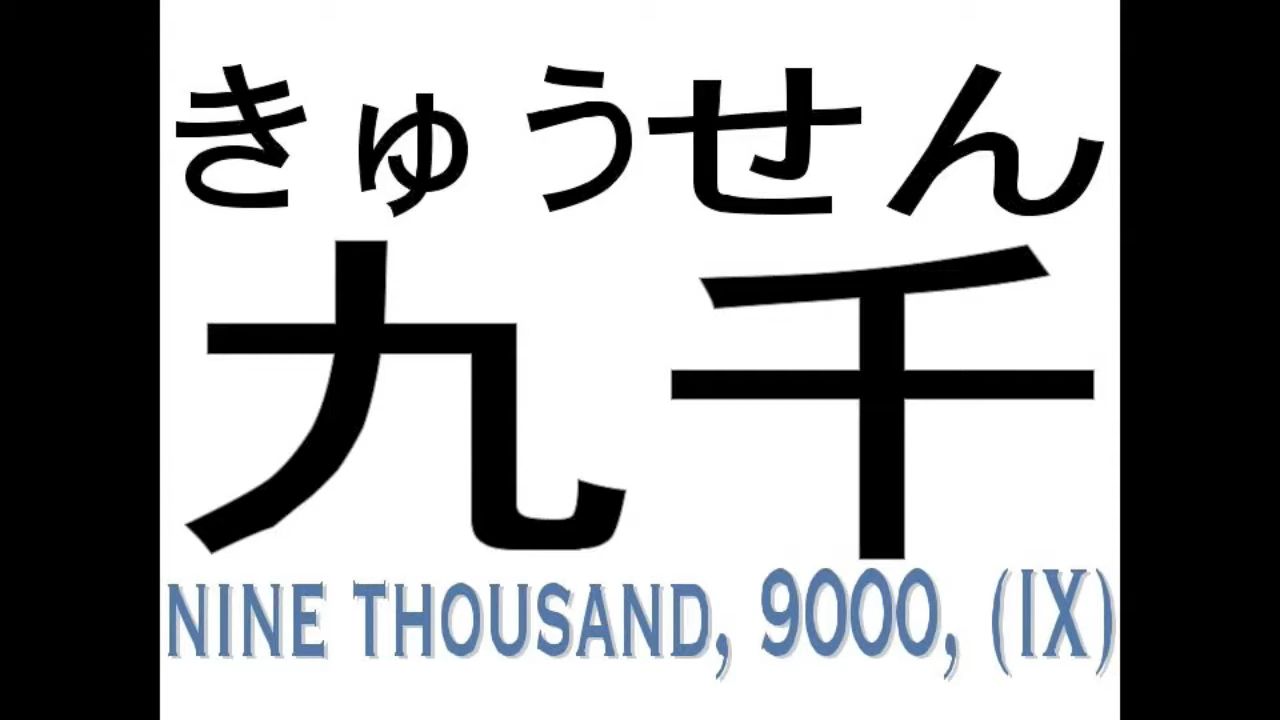 きゅうせん
九千
NINE THOUSAND, 9000, (IX)